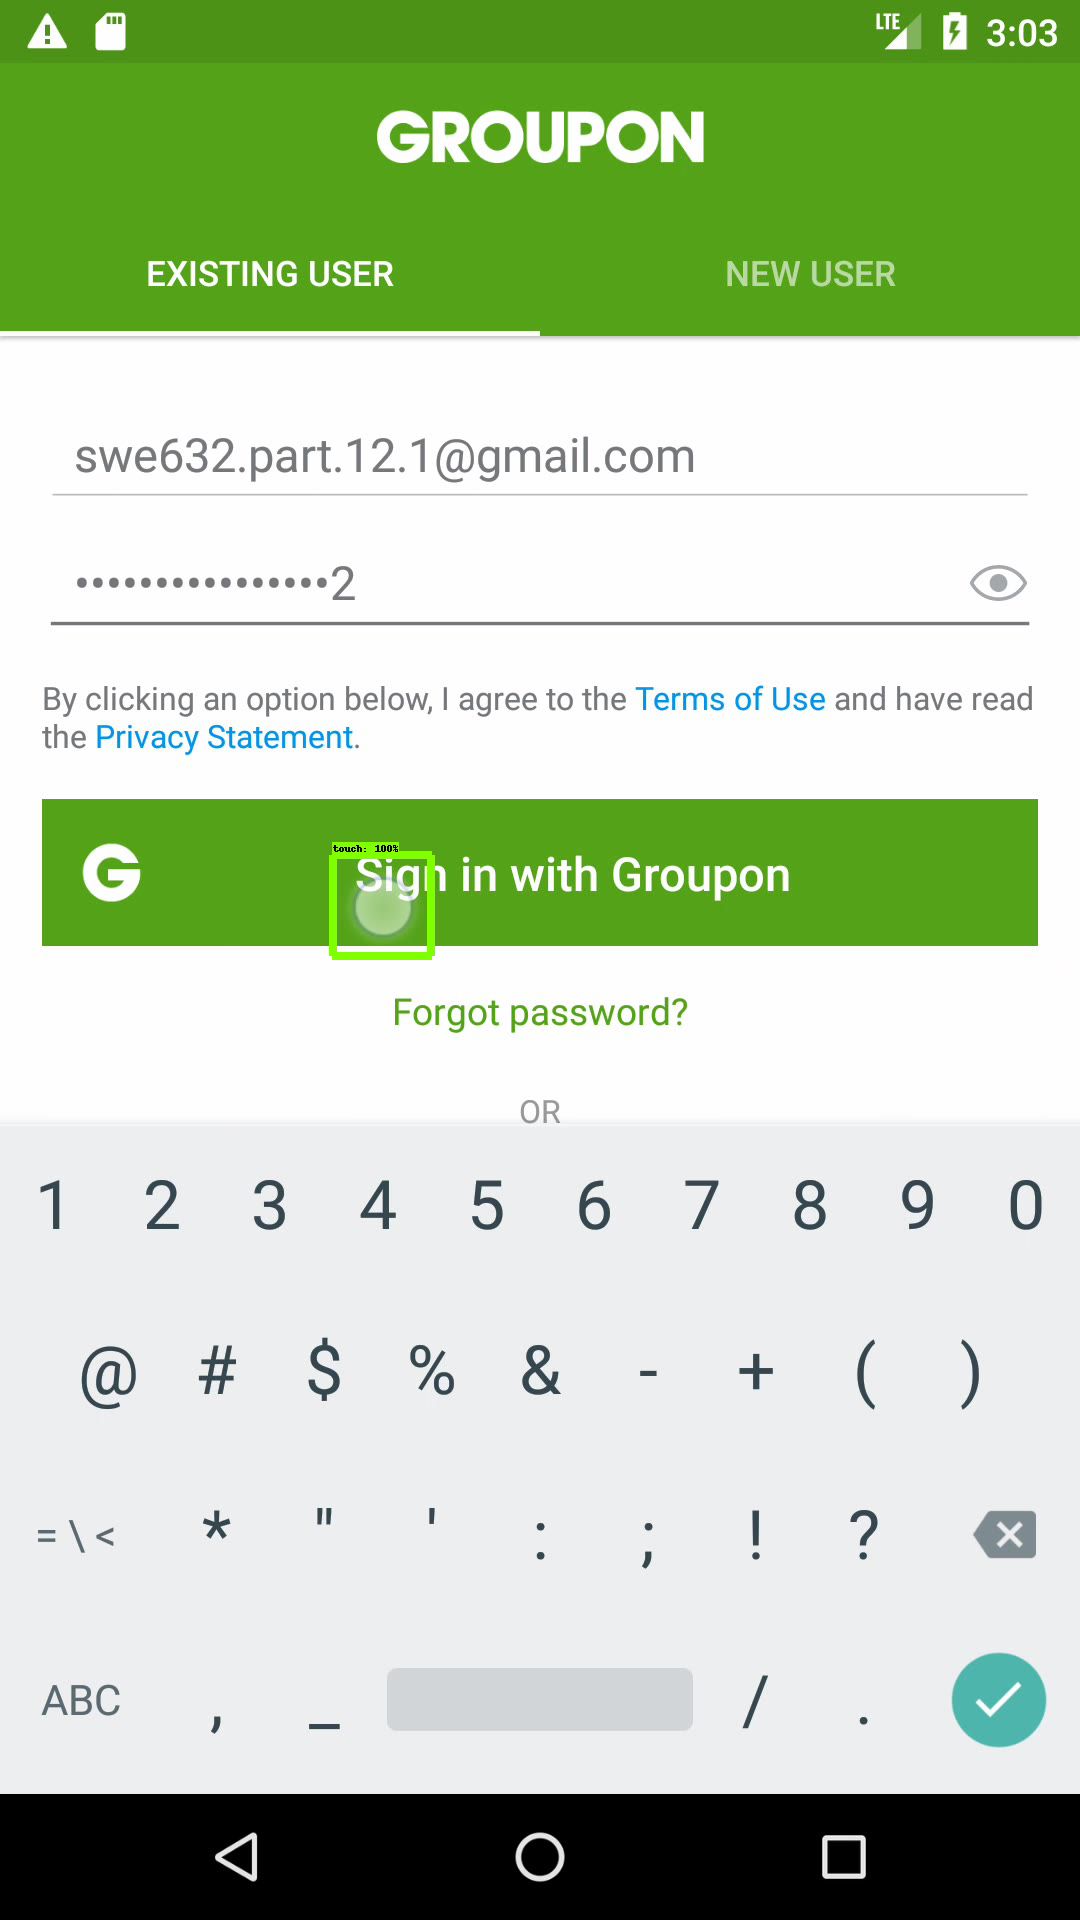 LTE 3:03
GROUPON
EXISTING USER NEW USER
swe632.part.12.1@gmail.com
••••••••••••••••2
By clicking an option below, I agree to the Terms of Use and have read
the Privacy Statement.
touch: 100%
G Sign in with Groupon
Forgot password?
OR
1 2 3 4 5 6 7 8 9 0
@ # $ % & - + ( )
= \ < * " ' : ; ! ?
ABC , _ / .